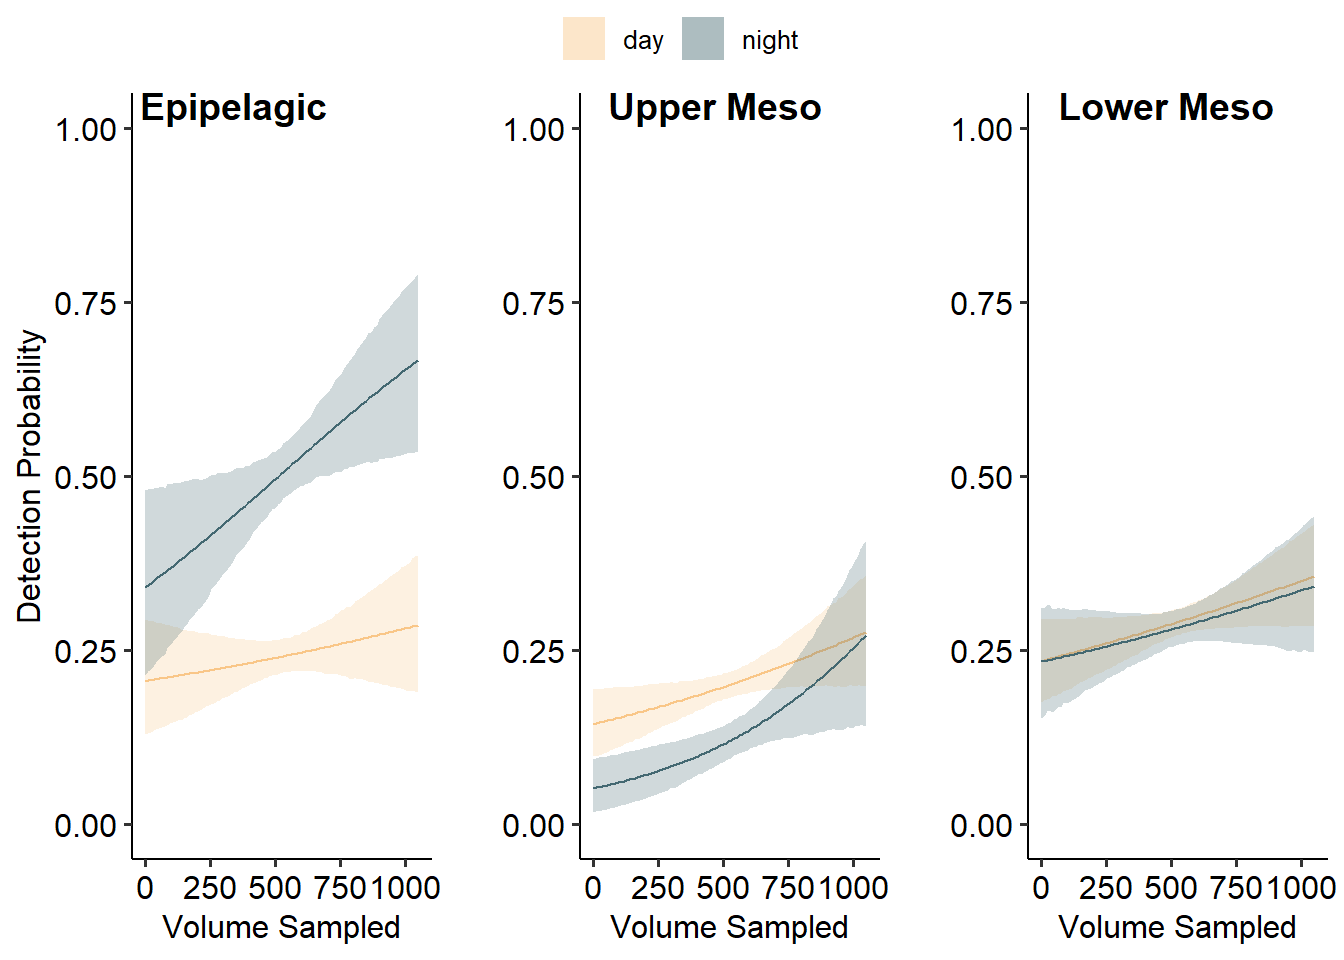 day night
Epipelagic Upper Meso Lower Meso
1.00 1.00 1.00
0.75 0.75 0.75
0.50 0.50 0.50
0.25 0.25 0.25
0.00 0.00 0.00
Detection Probability
0 250 500 750 1000 0 250 500 750 1000 0 250 500 750 1000
Volume Sampled Volume Sampled Volume Sampled